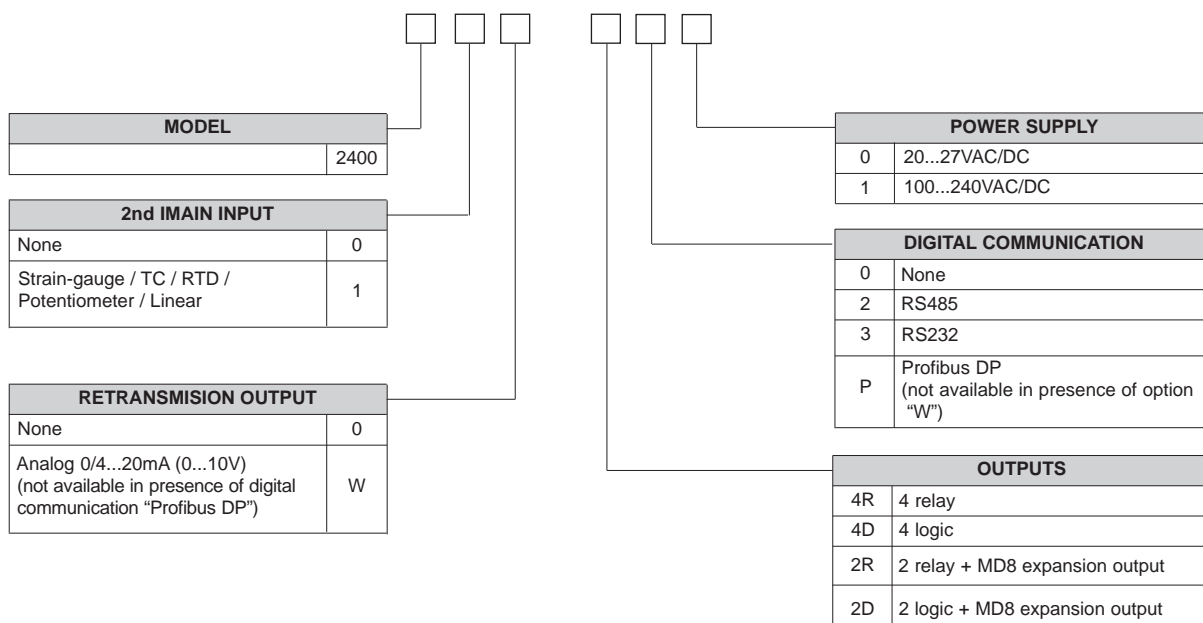 MODEL
2400
2nd IMAIN INPUT
None 0
Strain-gauge / TC / RTD /
Potentiometer / Linear 1
RETRANSMISION OUTPUT
None 0
Analog 0/4...20mA (0...10V)
(not available in presence of digital
communication “Profibus DP”) W
POWER SUPPLY
0 20...27VAC/DC
1 100...240VAC/DC
DIGITAL COMMUNICATION
0 None
2 RS485
3 RS232
P Profibus DP
(not available in presence of option
“W”)
OUTPUTS
4R 4 relay
4D 4 logic
2R 2 relay + MD8 expansion output
2D 2 logic + MD8 expansion output